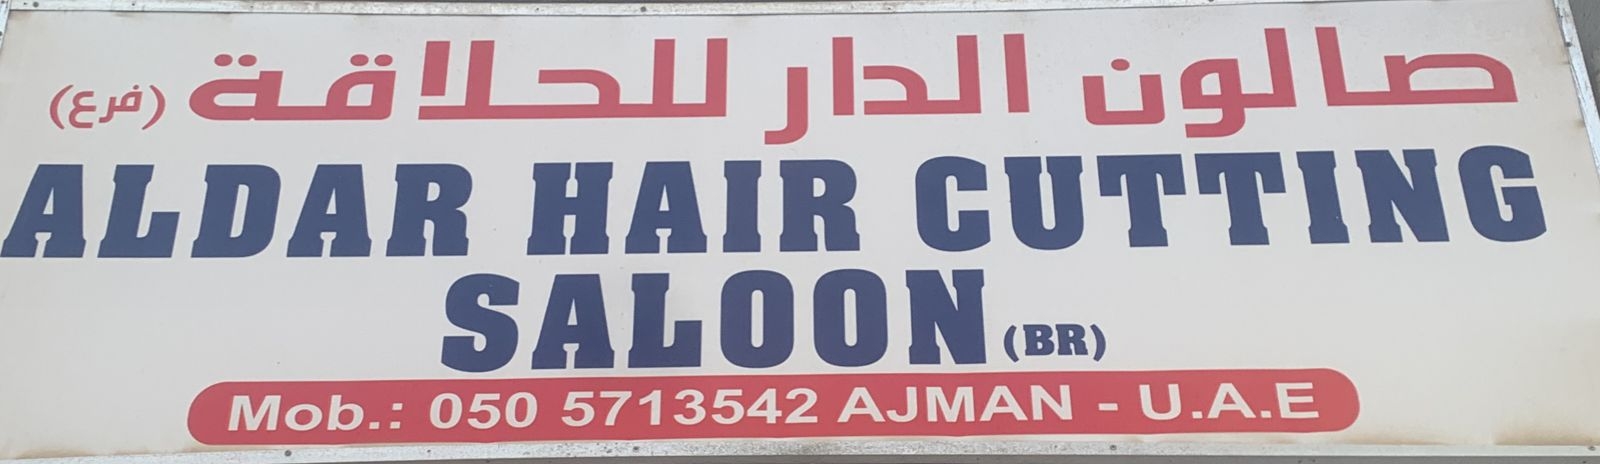 صالون الدار للحلاقة (فرع)
ALDAR HAIR CUTTING
SALOON (BR)
Mob.: 050 5713542 AJMAN - U.A.E